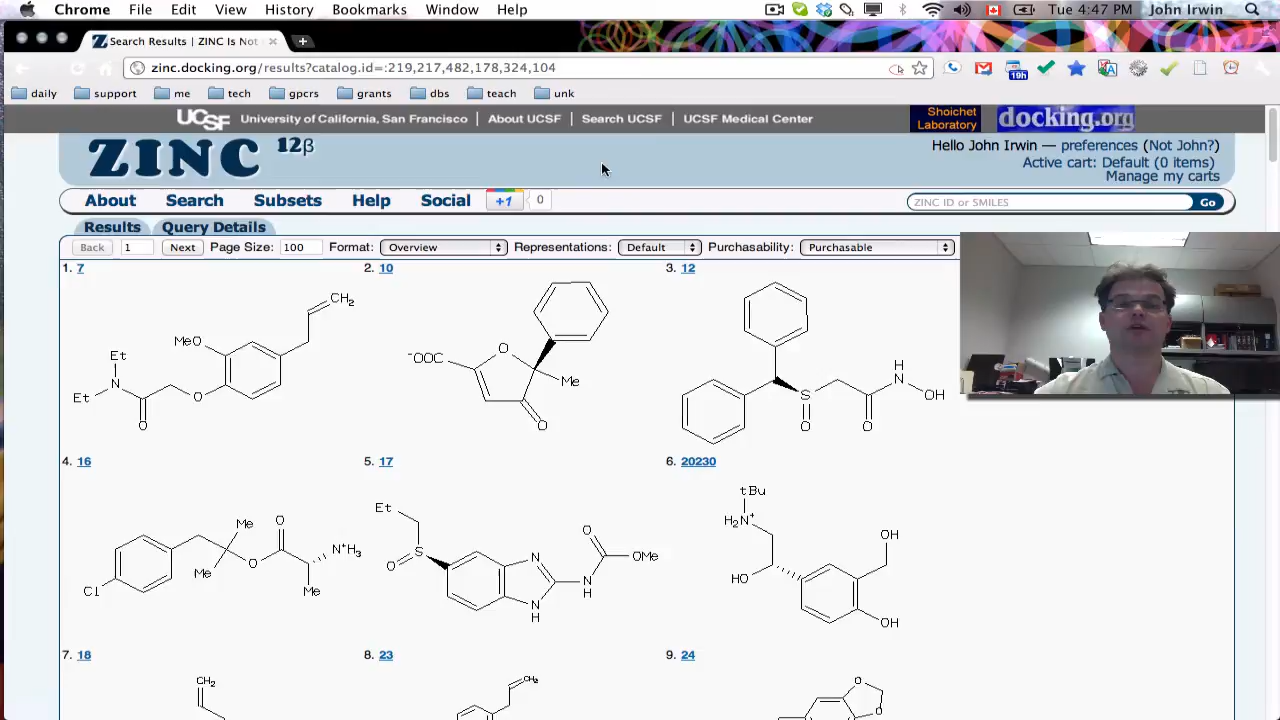 Chrome File Edit View History Bookmarks Window Help Tue 4:47 PM John Irwin
Search Results | ZINC Is Not
zinc.docking.org/results?catalog.id=:219,217,482,178,324,104
19h
daily support me tech gpcrs grants dbs teach unk
UCSF University of California, San Francisco | About UCSF | Search UCSF | UCSF Medical Center
Shoichet Laboratory docking.org
ZINC 12β
Hello John Irwin — preferences (Not John?)
Active cart: Default (0 items)
Manage my carts
About Search Subsets Help Social +1 0 ZINC ID or SMILES Go
Results Query Details
Back 1 Next Page Size: 100 Format: Overview Representations: Default Purchasability: Purchasable
1. 7 2. 10 3. 12
CH2
MeO
Et
N
Et
O
O
-OOC
O
Me
O
H
N
OH
S
O
O
4. 16 5. 17 6. 20230
Me
O
N+H3
Me
O
Cl
Me
Et
S
O
N
N
H
N
H
O
OMe
tBu
H2N+
HO
OH
OH
7. 18 8. 23 9. 24
CH2
CH2
O
O